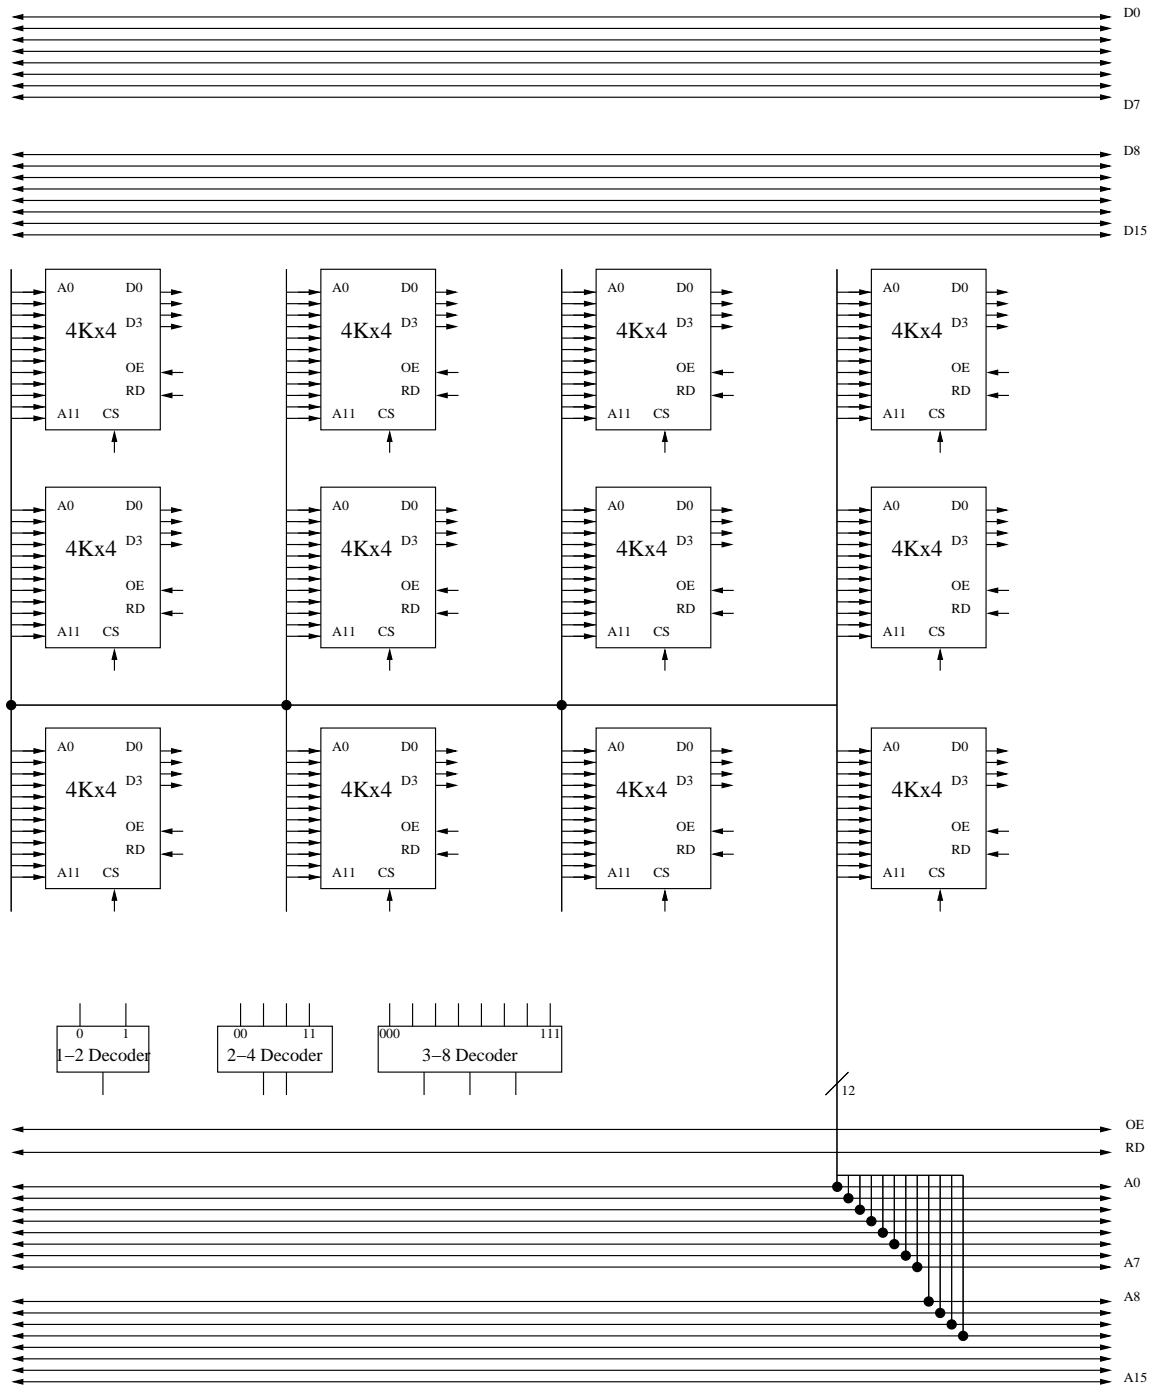 D0
D7
D8
D15
A0 D0 A0 D0 A0 D0 A0 D0
4Kx4 D3 4Kx4 D3 4Kx4 D3 4Kx4 D3
OE OE OE OE
RD RD RD RD
A11 CS A11 CS A11 CS A11 CS
A0 D0 A0 D0 A0 D0 A0 D0
4Kx4 D3 4Kx4 D3 4Kx4 D3 4Kx4 D3
OE OE OE OE
RD RD RD RD
A11 CS A11 CS A11 CS A11 CS
A0 D0 A0 D0 A0 D0 A0 D0
4Kx4 D3 4Kx4 D3 4Kx4 D3 4Kx4 D3
OE OE OE OE
RD RD RD RD
A11 CS A11 CS A11 CS A11 CS
0 1 00 11 000 111
1−2 Decoder 2−4 Decoder 3−8 Decoder
12
OE
RD
A0
A7
A8
A15